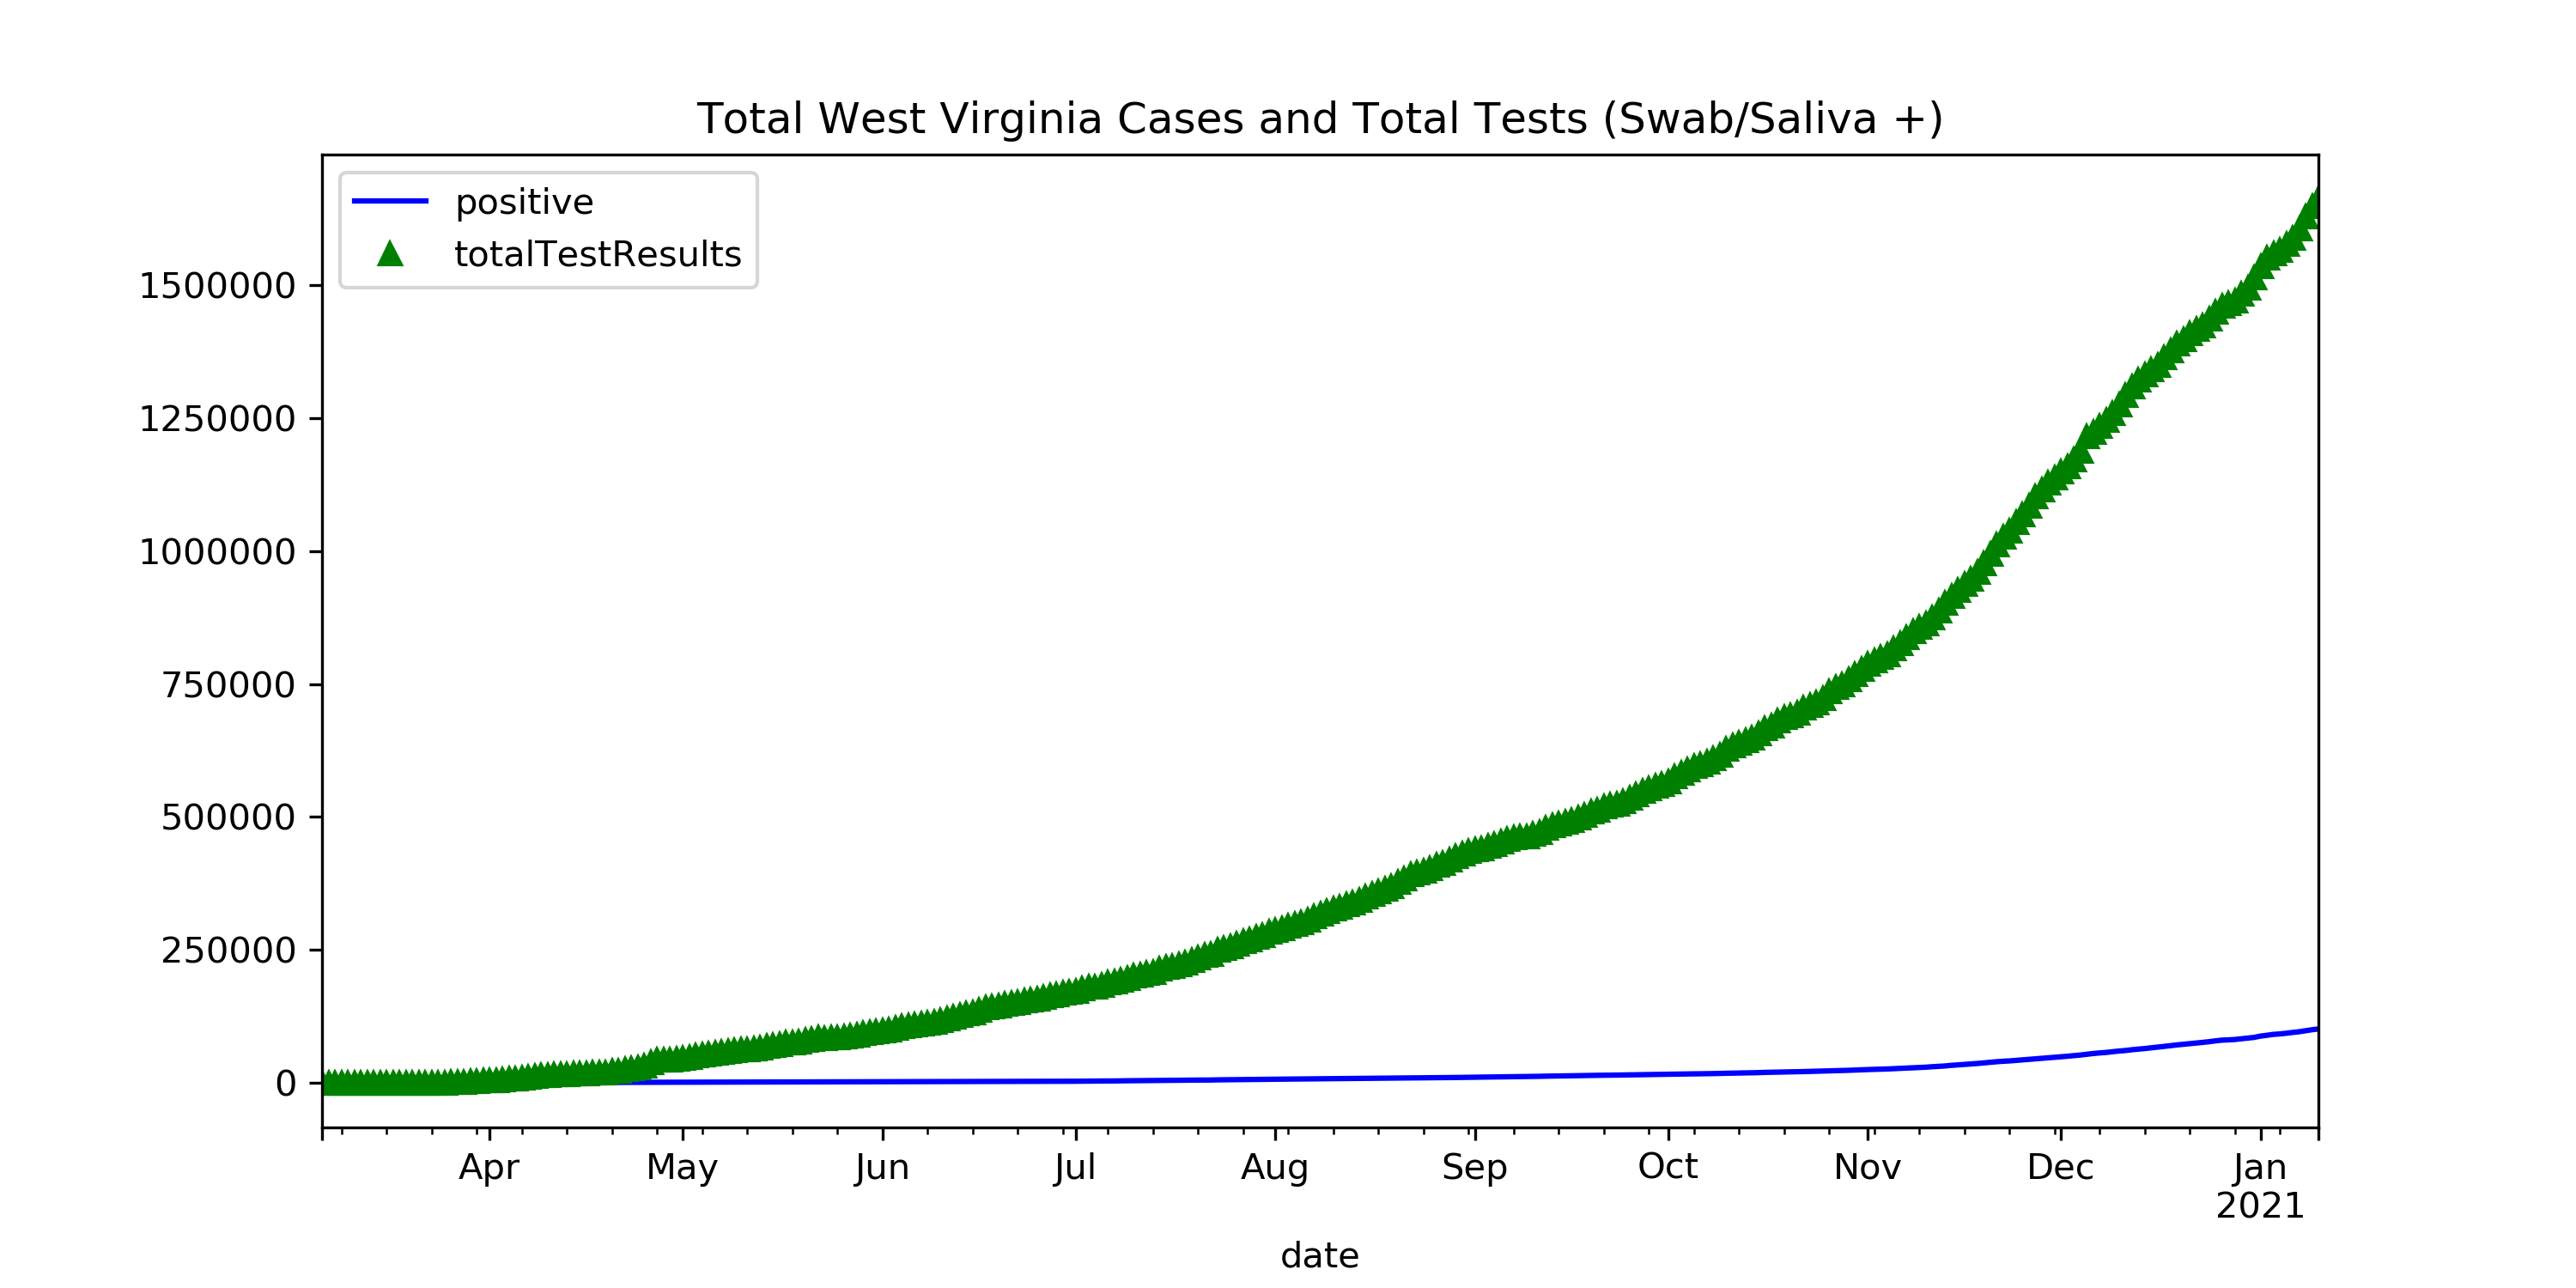 Total West Virginia Cases and Total Tests (Swab/Saliva +)
positive
totalTestResults
1500000
1250000
1000000
750000
500000
250000
0
Apr May Jun Jul Aug Sep Oct Nov Dec Jan
2021
date